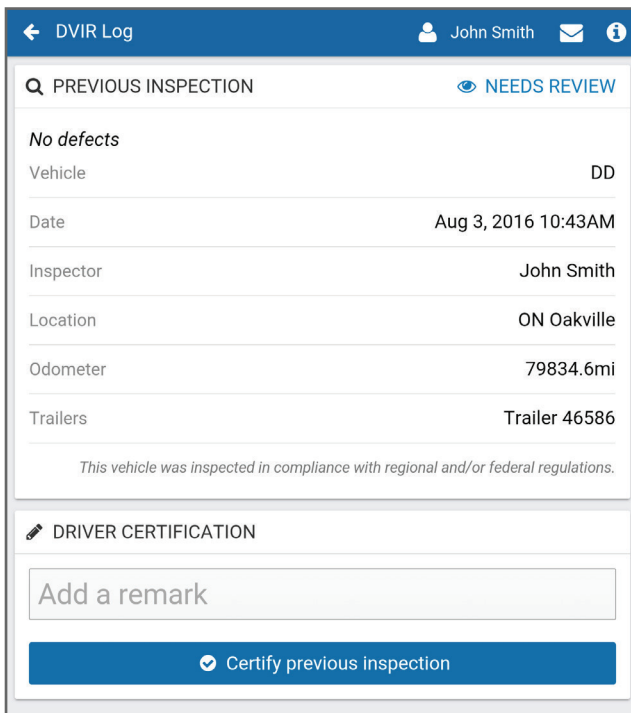 DVIR Log John Smith
PREVIOUS INSPECTION NEEDS REVIEW
No defects
Vehicle DD
Date Aug 3, 2016 10:43AM
Inspector John Smith
Location ON Oakville
Odometer 79834.6mi
Trailers Trailer 46586
This vehicle was inspected in compliance with regional and/or federal regulations.
DRIVER CERTIFICATION
Add a remark
Certify previous inspection